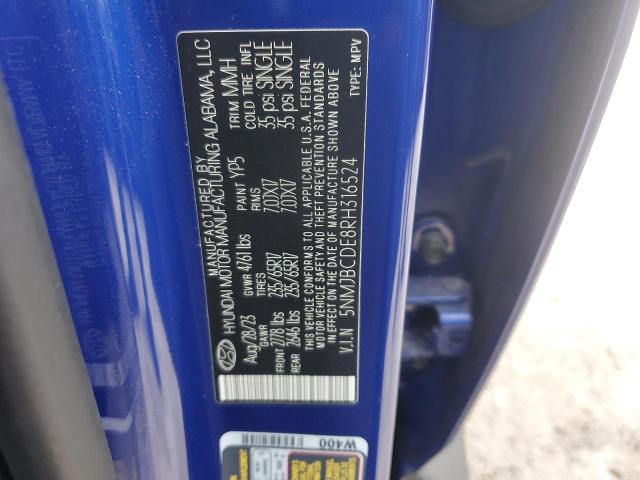 MANUFACTURED BY
HYUNDAI MOTOR MANUFACTURING ALABAMA, LLC
Aug/28/23 GVWR 4761 lbs PAINT YP5 TRIM MMH
GAWR TIRES RIMS COLD TIRE INFL
FRONT 2778 lbs 235/65R17 7.0JX17 35 psi SINGLE
REAR 2646 lbs 235/65R17 7.0JX17 35 psi SINGLE
THIS VEHICLE CONFORMS TO ALL APPLICABLE U.S.A. FEDERAL
MOTOR VEHICLE SAFETY AND THEFT PREVENTION STANDARDS
IN EFFECT ON THE DATE OF MANUFACTURE SHOWN ABOVE
V.I.N 5NMJBCDE8RH316524 TYPE: MPV
W400